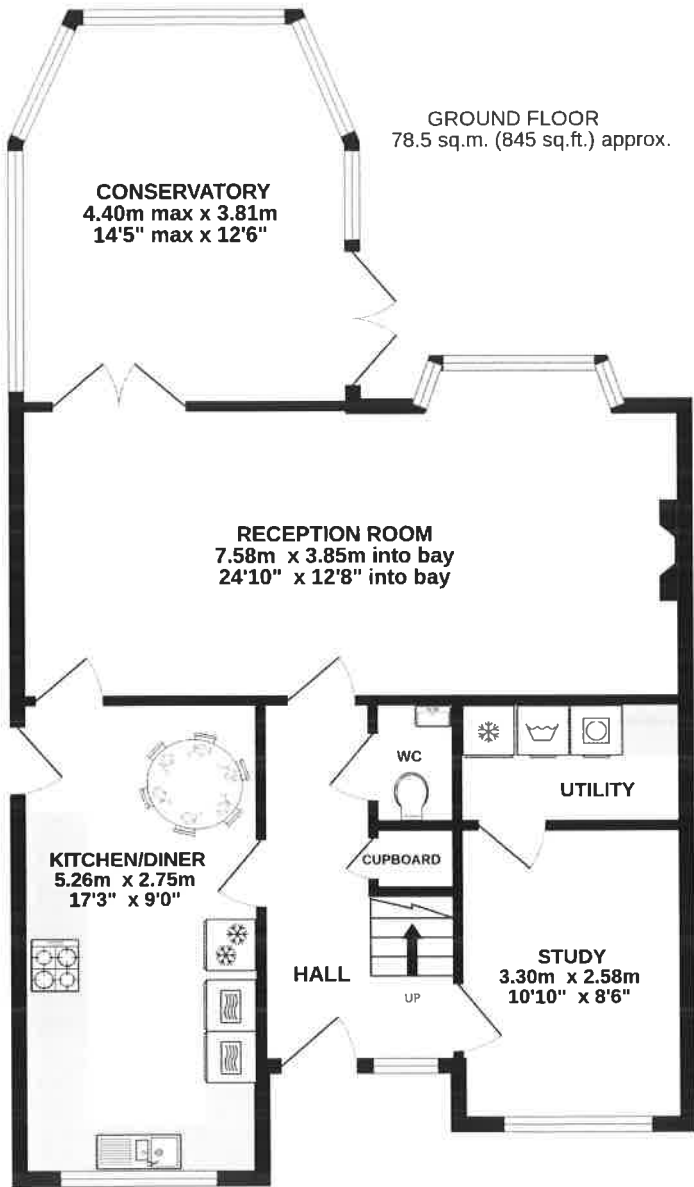 GROUND FLOOR
78.5 sq.m. (845 sq.ft.) approx.
CONSERVATORY
4.40m max x 3.81m
14'5" max x 12'6"
RECEPTION ROOM
7.58m x 3.85m into bay
24'10" x 12'8" into bay
WC
UTILITY
KITCHEN/DINER
5.26m x 2.75m
17'3" x 9'0"
CUPBOARD
HALL
UP
STUDY
3.30m x 2.58m
10'10" x 8'6"